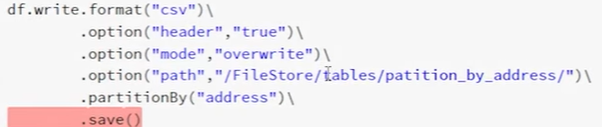 df.write.format("csv")\
.option("header","true")\
.option("mode","overwrite")\
.option("path","/FileStore/tables/patition_by_address/")\
.partitionBy("address")\
.save()